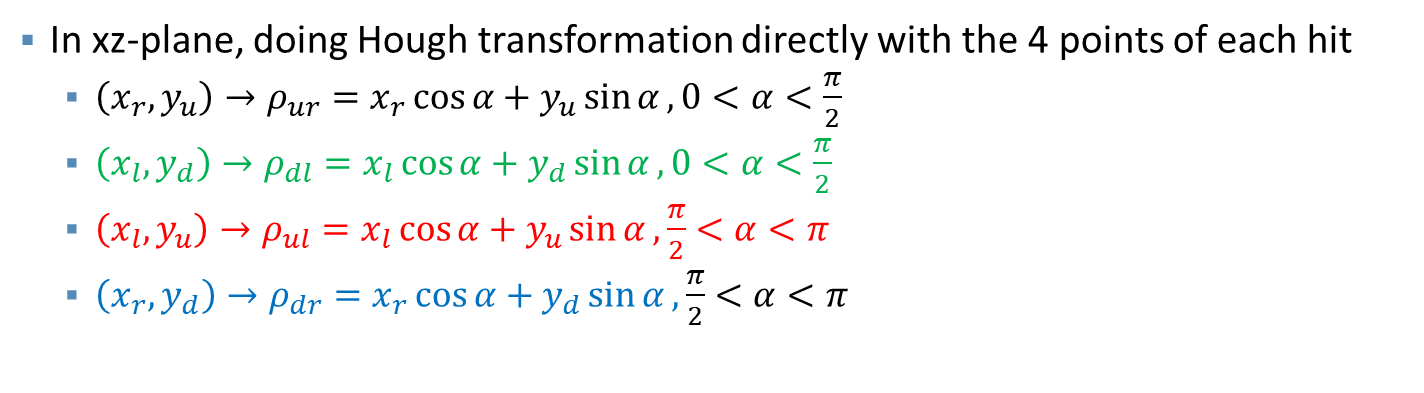 ▪ In xz-plane, doing Hough transformation directly with the 4 points of each hit
▪ (x_r, y_u) → ρ_ur = x_r cos α + y_u sin α , 0 < α < π/2
▪ (x_l, y_d) → ρ_dl = x_l cos α + y_d sin α , 0 < α < π/2
▪ (x_l, y_u) → ρ_ul = x_l cos α + y_u sin α , π/2 < α < π
▪ (x_r, y_d) → ρ_dr = x_r cos α + y_d sin α , π/2 < α < π